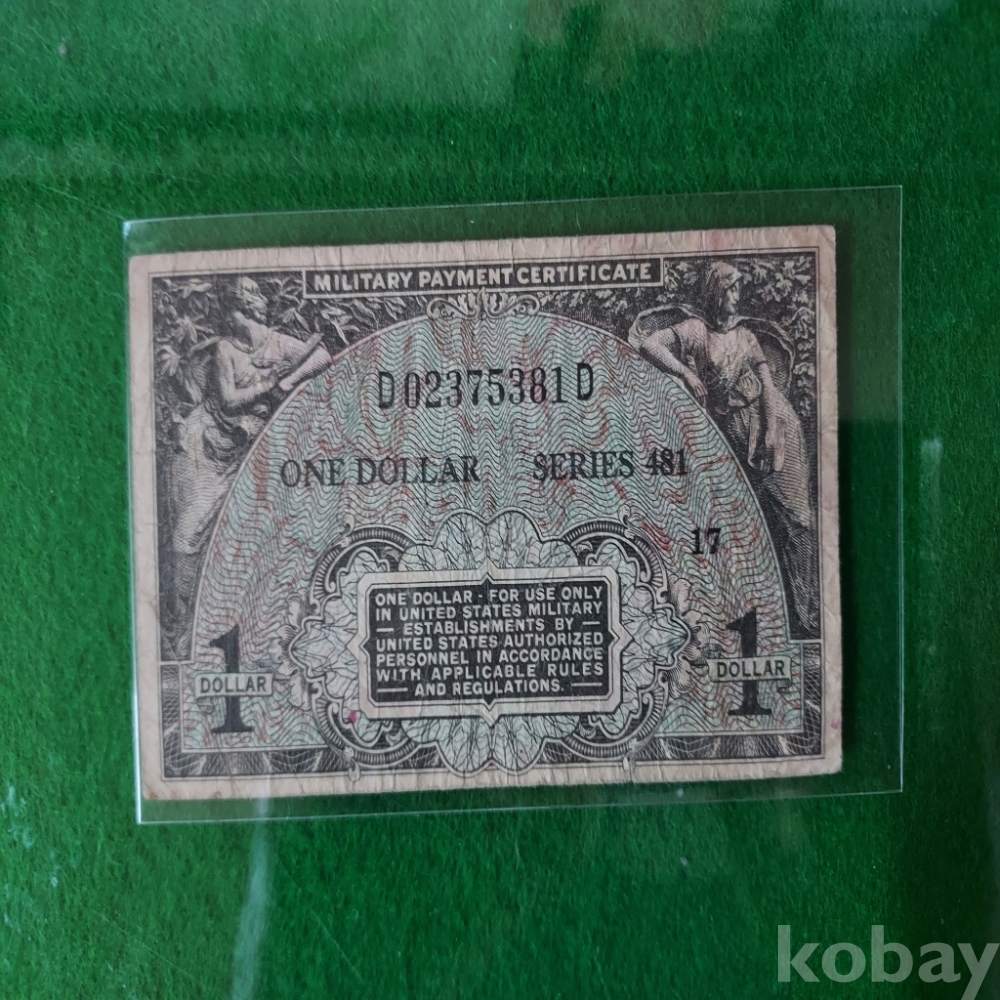 MILITARY PAYMENT CERTIFICATE
D02375381D
ONE DOLLAR SERIES 481
17
ONE DOLLAR - FOR USE ONLY
IN UNITED STATES MILITARY
— ESTABLISHMENTS BY —
UNITED STATES AUTHORIZED
PERSONNEL IN ACCORDANCE
WITH APPLICABLE RULES
— AND REGULATIONS. —
1
DOLLAR
1
DOLLAR
kobay